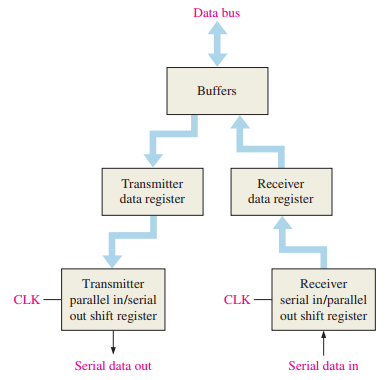 Data bus
Buffers
Transmitter
data register
Receiver
data register
CLK
Transmitter
parallel in/serial
out shift register
CLK
Receiver
serial in/parallel
out shift register
Serial data out
Serial data in